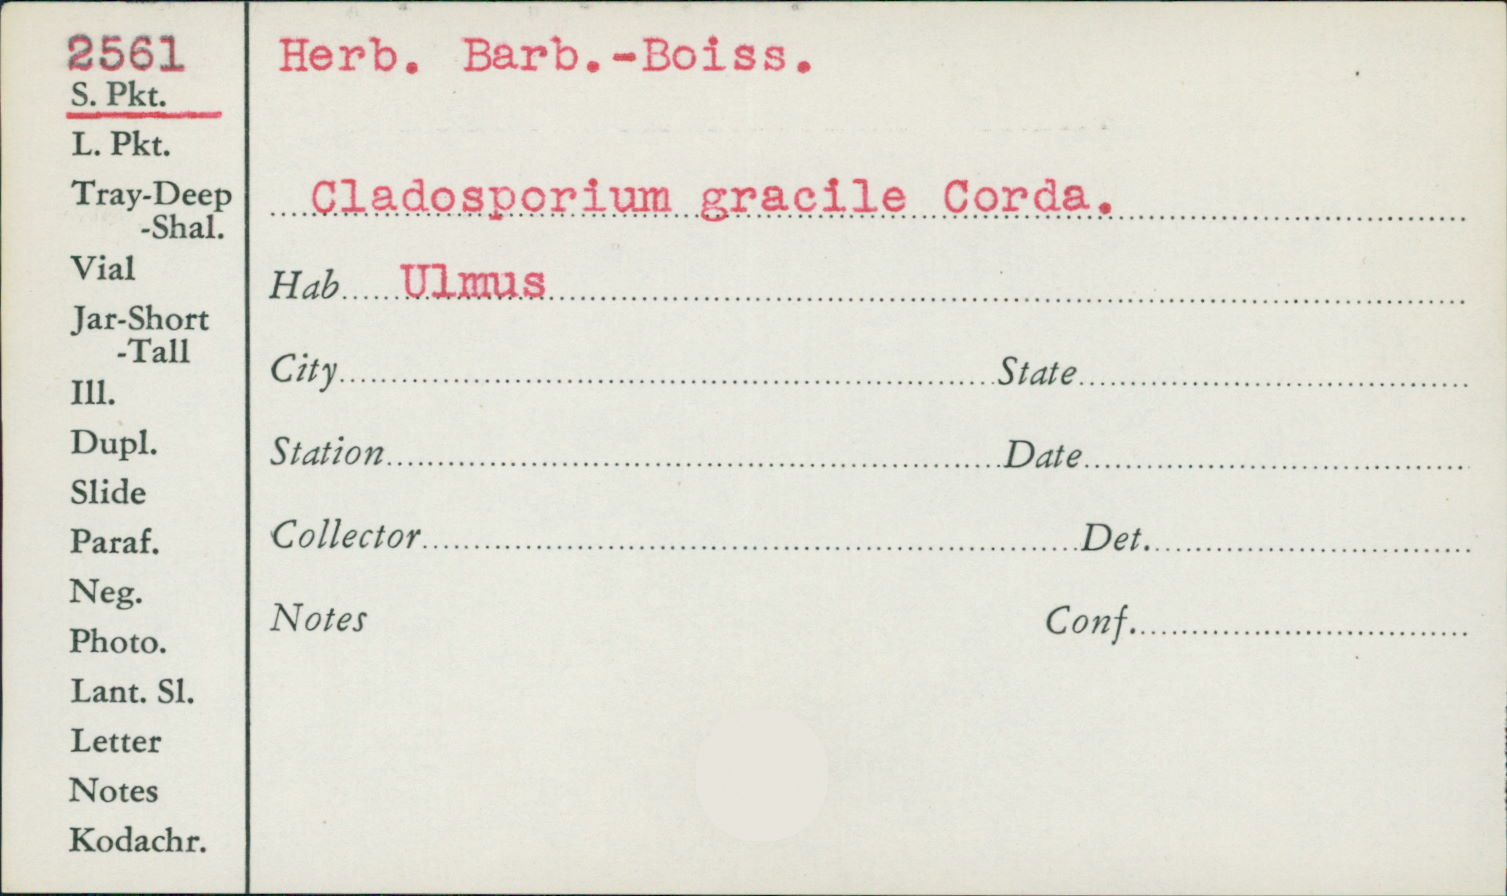 2561
S. Pkt.
L. Pkt.
Tray-Deep
-Shal.
Vial
Jar-Short
-Tall
Ill.
Dupl.
Slide
Paraf.
Neg.
Photo.
Lant. Sl.
Letter
Notes
Kodachr.
Herb. Barb.-Boiss.
Cladosporium gracile Corda.
Hab. Ulmus
City State
Station Date
Collector Det.
Notes Conf.